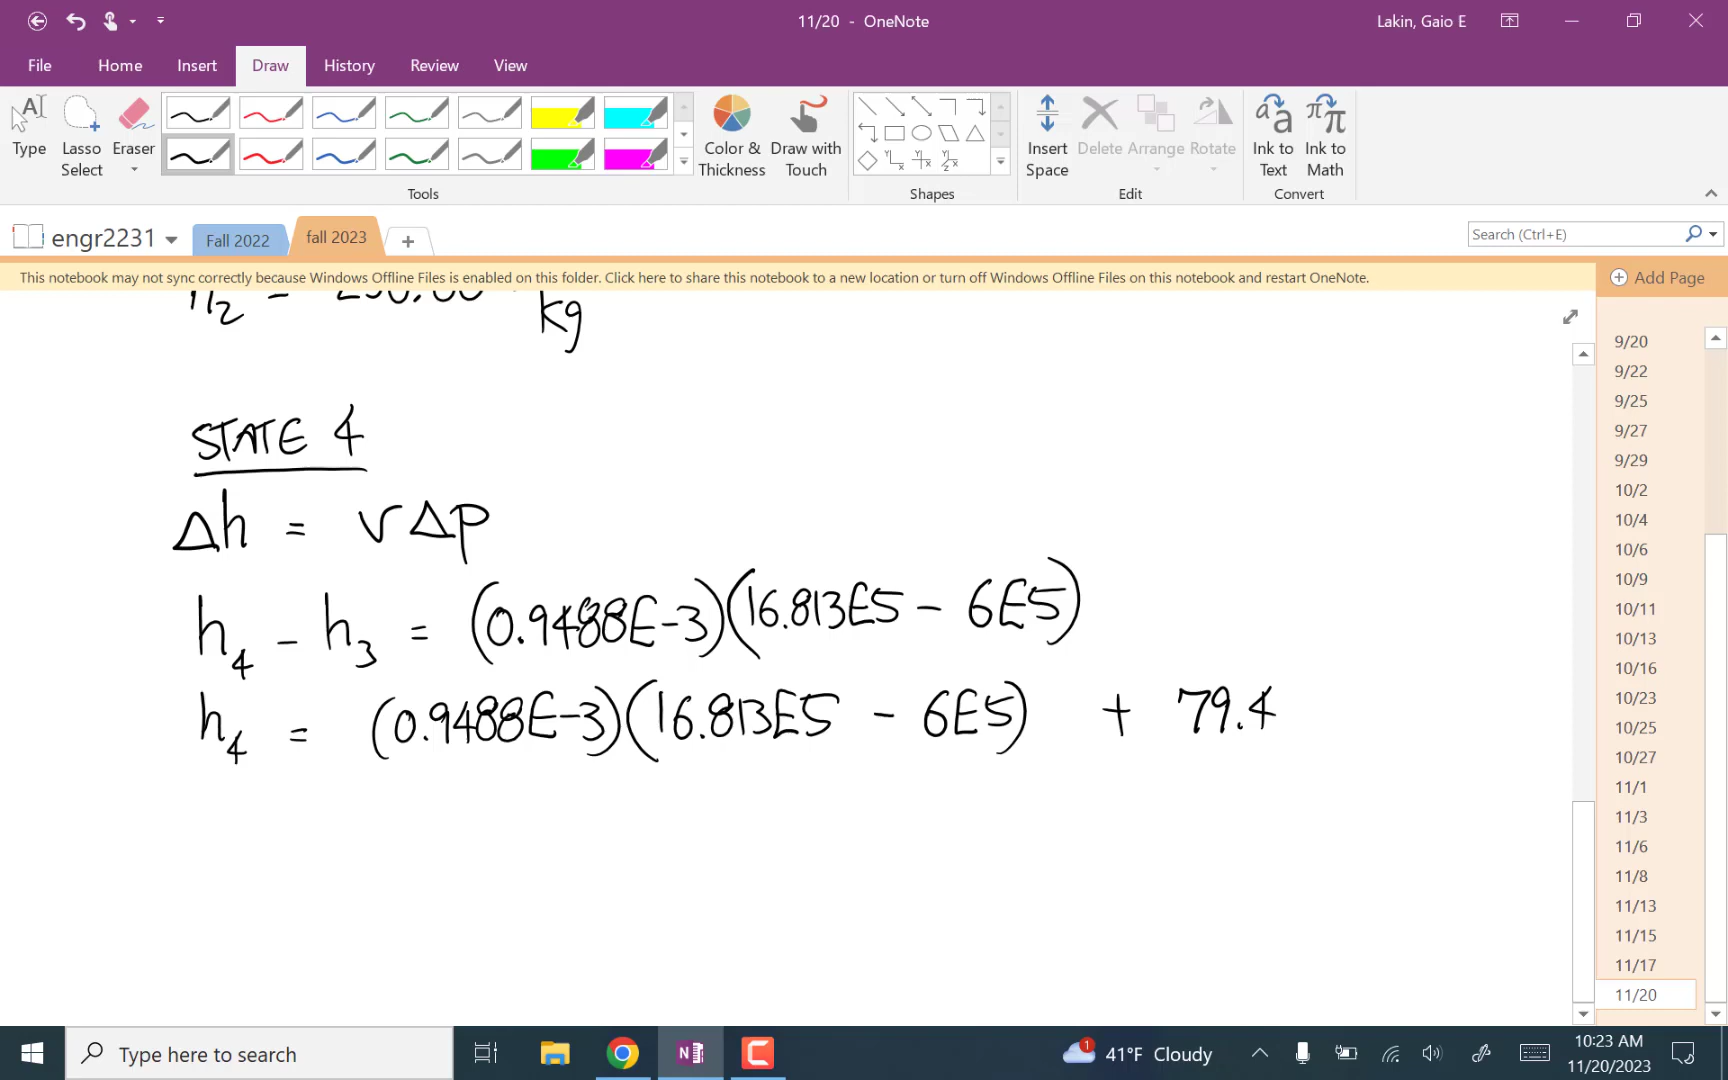 11/20 - OneNote
Lakin, Gaio E
File Home Insert Draw History Review View
Type
Lasso Select
Eraser
Color & Thickness
Draw with Touch
Insert Space
Delete Arrange Rotate
Ink to Text
Ink to Math
Tools Shapes Edit Convert
engr2231 Fall 2022 fall 2023 +
Search (Ctrl+E)
This notebook may not sync correctly because Windows Offline Files is enabled on this folder. Click here to share this notebook to a new location or turn off Windows Offline Files on this notebook and restart OneNote.
Add Page
h₂ = kg
STATE 4
Δh = vΔp
h₄ - h₃ = (0.9488E-3)(16.813E5 - 6E5)
h₄ = (0.9488E-3)(16.813E5 - 6E5) + 79.4
9/20
9/22
9/25
9/27
9/29
10/2
10/4
10/6
10/9
10/11
10/13
10/16
10/23
10/25
10/27
11/1
11/3
11/6
11/8
11/13
11/15
11/17
11/20
Type here to search
1
41°F Cloudy
10:23 AM
11/20/2023